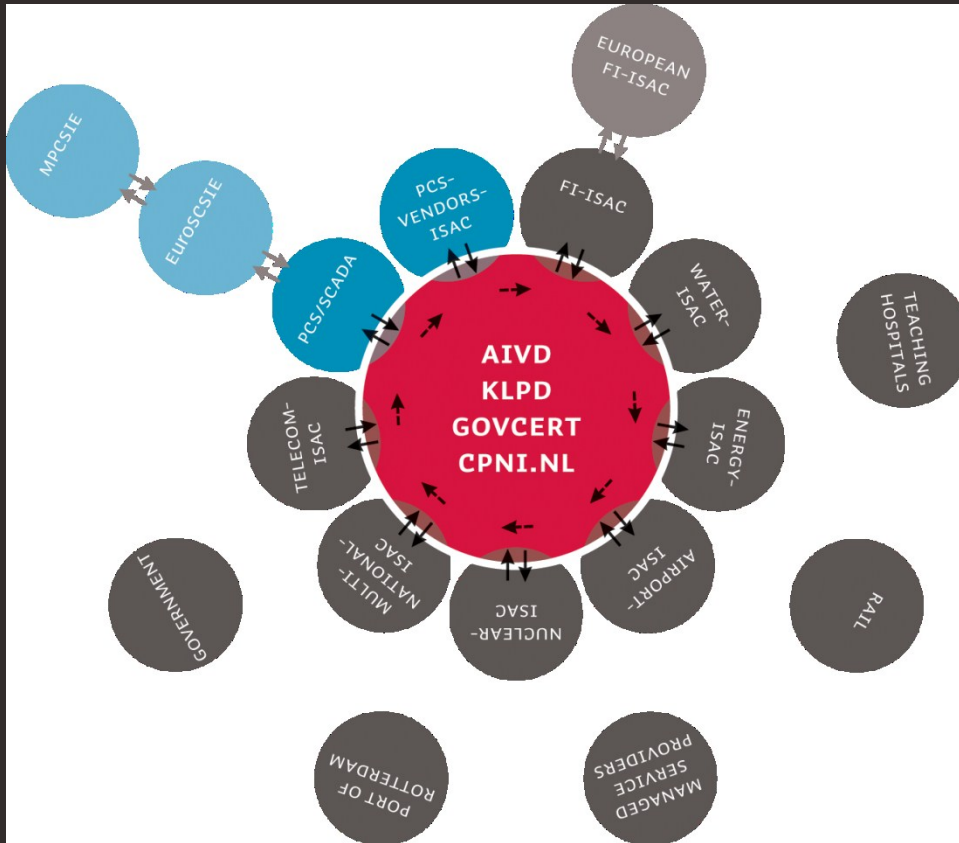 EUROPEAN
FI-ISAC
MPCSIE
EuroSCSIE
PCS-
VENDORS-
ISAC
FI-ISAC
PCS/SCADA
WATER-
ISAC
TEACHING
HOSPITALS
AIVD
KLPD
GOVCERT
CPNI.NL
TELECOM-
ISAC
ENERGY-
ISAC
MULTI-
NATIONAL-
ISAC
AIRPORT-
ISAC
NUCLEAR-
ISAC
GOVERNMENT
RAIL
PORT OF
ROTTERDAM
MANAGED
SERVICE
PROVIDERS